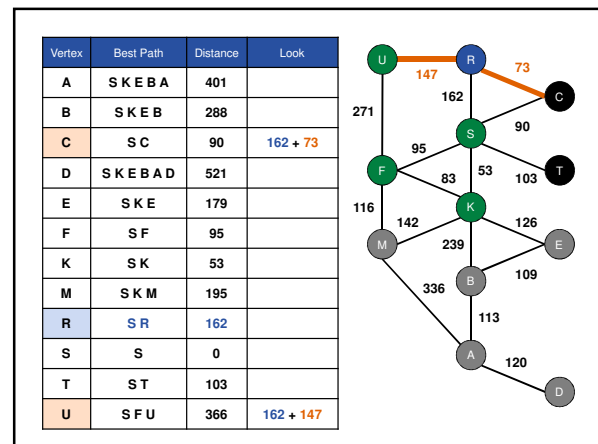 Vertex Best Path Distance Look
A S K E B A 401
B S K E B 288
C S C 90 162 + 73
D S K E B A D 521
E S K E 179
F S F 95
K S K 53
M S K M 195
R S R 162
S S 0
T S T 103
U S F U 366 162 + 147
U R 73
147
C
271 162
90
S
95
103 T
F 83 53
K
116
142 126
M 239 E
336 B 109
113
A
120
D